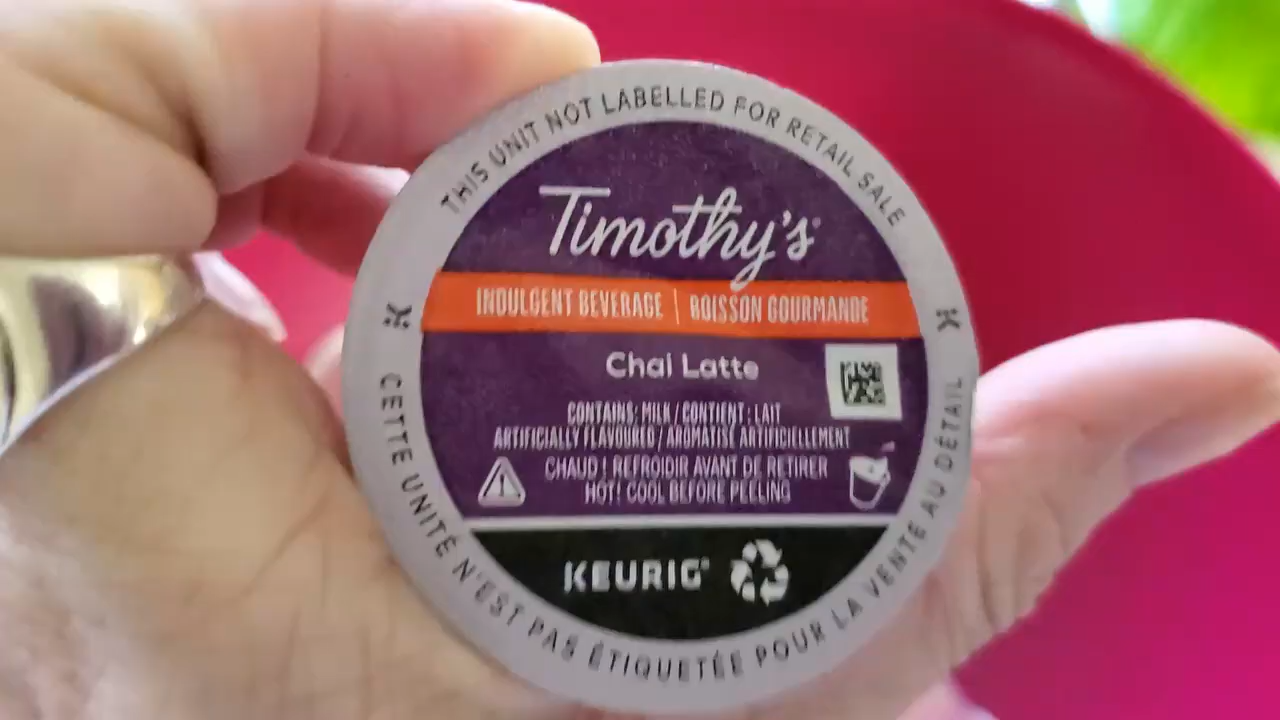 THIS UNIT NOT LABELLED FOR RETAIL SALE
Timothy's
INDULGENT BEVERAGE | BOISSON GOURMANDE
Chai Latte
CONTAINS: MILK / CONTIENT : LAIT
ARTIFICIALLY FLAVOURED / AROMATISÉ ARTIFICIELLEMENT
CHAUD ! REFROIDIR AVANT DE RETIRER
HOT! COOL BEFORE PEELING
KEURIG®
K
K
CETTE UNITÉ N'EST PAS ÉTIQUETÉE POUR LA VENTE AU DÉTAIL